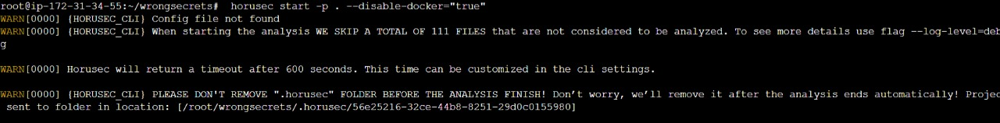 root@ip-172-31-34-55:~/wrongsecrets#  horusec start -p . --disable-docker="true"
WARN[0000] {HORUSEC_CLI} Config file not found
WARN[0000] {HORUSEC_CLI} When starting the analysis WE SKIP A TOTAL OF 111 FILES that are not considered to be analyzed. To see more details use flag --log-level=deb
g
WARN[0000] Horusec will return a timeout after 600 seconds. This time can be customized in the cli settings.
WARN[0000] {HORUSEC_CLI} PLEASE DON'T REMOVE ".horusec" FOLDER BEFORE THE ANALYSIS FINISH! Don’t worry, we’ll remove it after the analysis ends automatically! Projec
 sent to folder in location: [/root/wrongsecrets/.horusec/56e25216-32ce-44b8-8251-29d0c0155980]